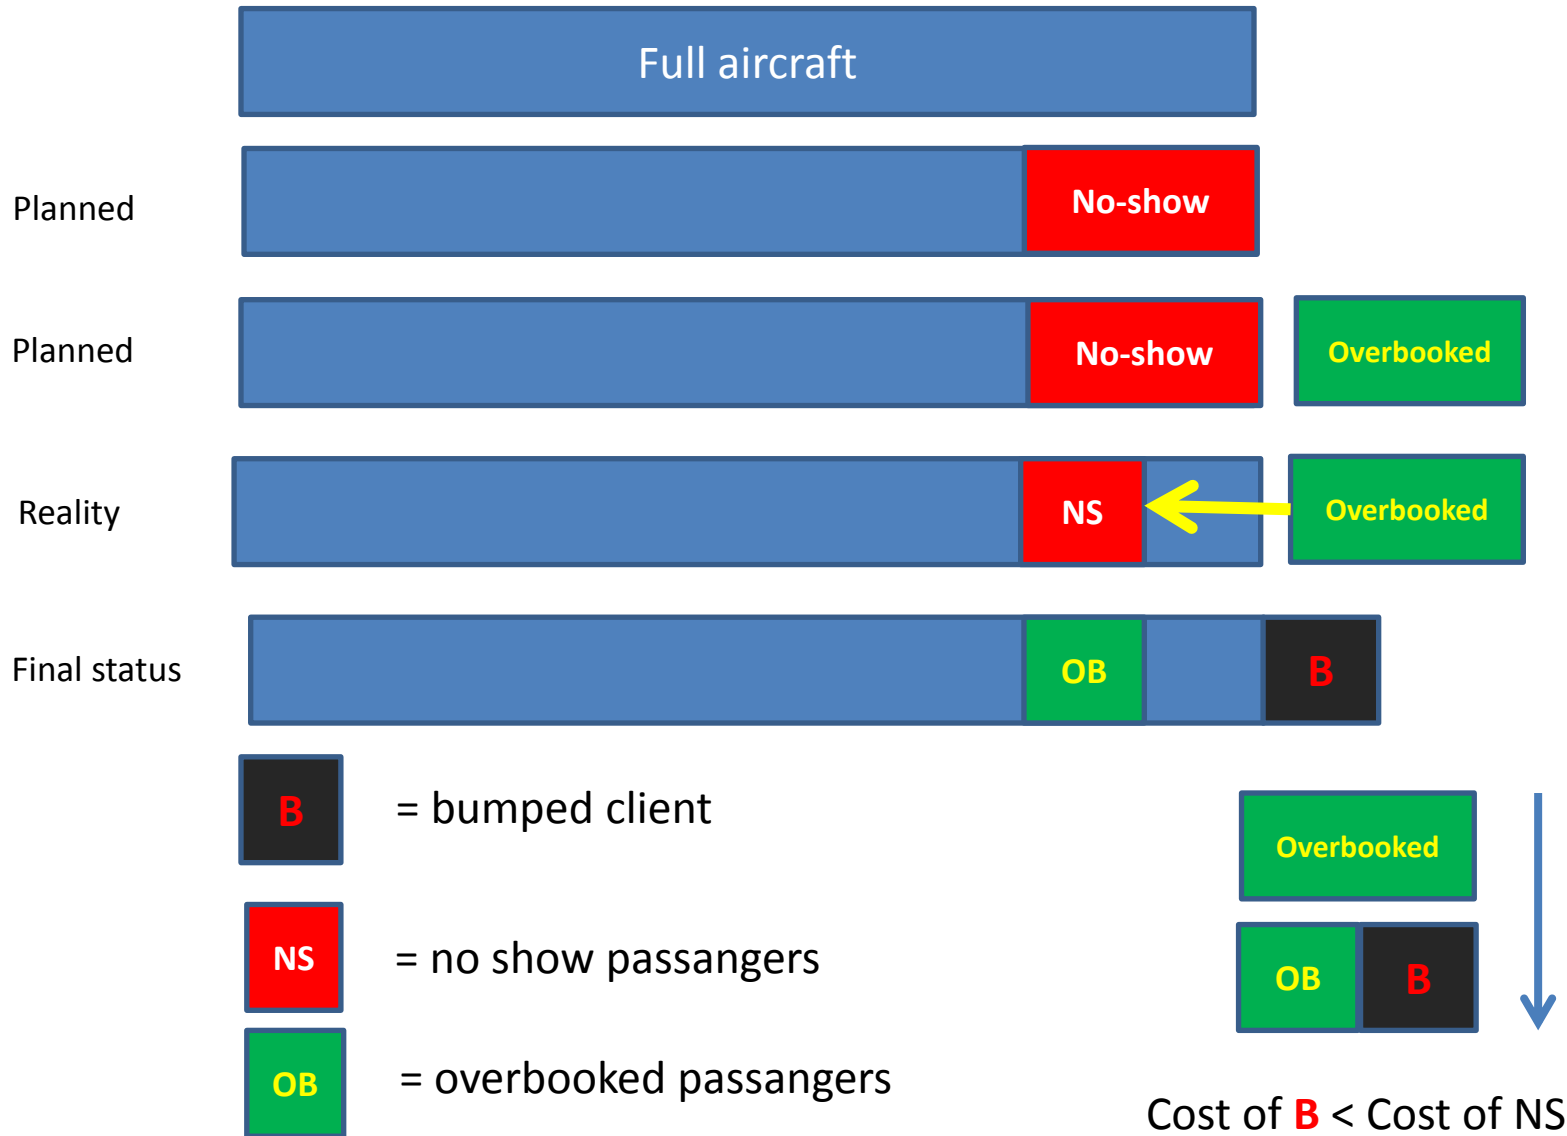 Full aircraft
Planned
No-show
Planned
No-show
Overbooked
Reality
NS
Overbooked
Final status
OB
B
B
= bumped client
Overbooked
NS
= no show passangers
OB
B
OB
= overbooked passangers
Cost of B < Cost of NS